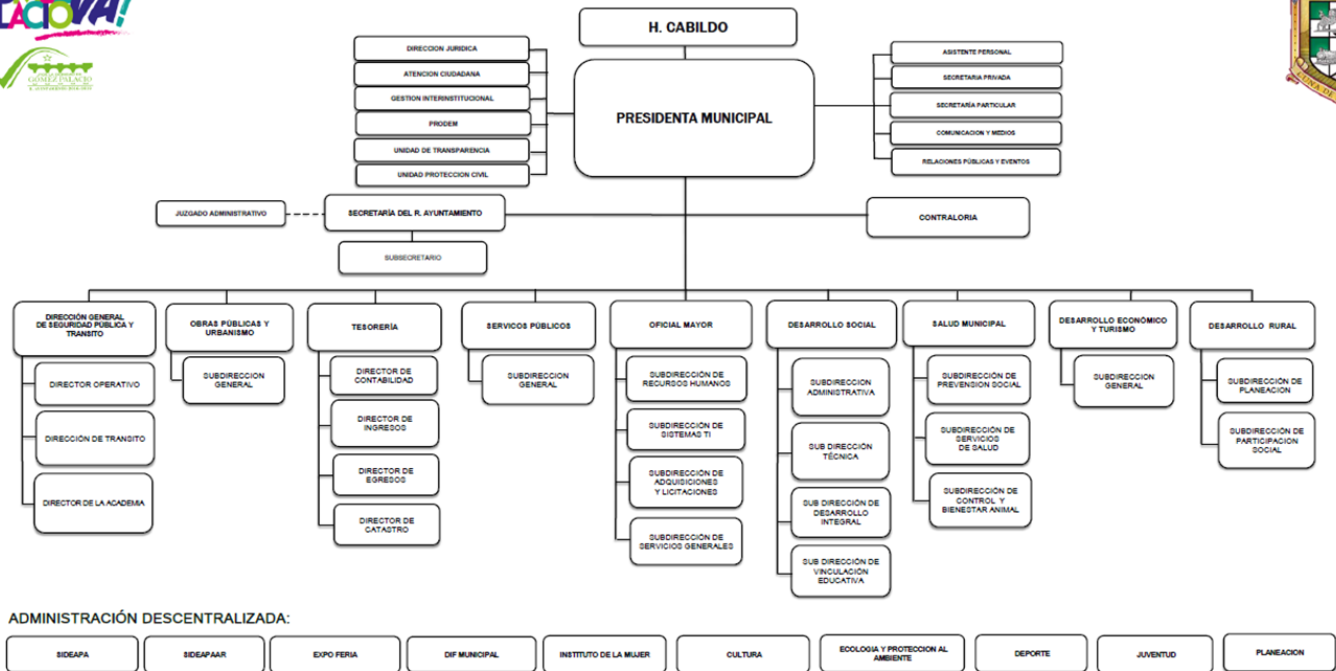 LACTO VA!
GÓMEZ PALACIO
H. CABILDO
PRESIDENTA MUNICIPAL
DIRECCION JURIDICA
ATENCION CIUDADANA
GESTION INTERINSTITUCIONAL
PRODEM
UNIDAD DE TRANSPARENCIA
UNIDAD PROTECCION CIVIL
ASISTENTE PERSONAL
SECRETARIA PRIVADA
SECRETARÍA PARTICULAR
COMUNICACION Y MEDIOS
RELACIONES PÚBLICAS Y EVENTOS
CUNA DE
JUZGADO ADMINISTRATIVO
SECRETARÍA DEL R. AYUNTAMIENTO
CONTRALORIA
SUBSECRETARIO
DIRECCIÓN GENERAL
DE SEGURIDAD PÚBLICA Y
TRANSITO
DIRECTOR OPERATIVO
DIRECCIÓN DE TRANSITO
DIRECTOR DE LA ACADEMIA
OBRAS PÚBLICAS Y
URBANISMO
SUBDIRECCION
GENERAL
TESORERÍA
DIRECTOR DE
CONTABILIDAD
DIRECTOR DE
INGRESOS
DIRECTOR DE
EGRESOS
DIRECTOR DE
CATASTRO
SERVICOS PÚBLICOS
SUBDIRECCION
GENERAL
OFICIAL MAYOR
SUBDIRECCIÓN DE
RECURSOS HUMANOS
SUBDIRECCIÓN DE
SISTEMAS TI
SUBDIRECCIÓN DE
ADQUISICIONES
Y LICITACIONES
SUBDIRECCIÓN DE
SERVICIOS GENERALES
DESARROLLO SOCIAL
SUBDIRECCION
ADMINISTRATIVA
SUB DIRECCIÓN
TÉCNICA
SUB DIRECCIÓN DE
DESARROLLO
INTEGRAL
SUB DIRECCIÓN DE
VINCULACIÓN
EDUCATIVA
SALUD MUNICIPAL
SUBDIRECCIÓN DE
PREVENSION SOCIAL
SUBDIRECCIÓN DE
SERVICIOS
DE SALUD
SUBDIRECCIÓN DE
CONTROL Y
BIENESTAR ANIMAL
DESARROLLO ECONÓMICO
Y TURISMO
SUBDIRECCION
GENERAL
DESARROLLO RURAL
SUBDIRECCIÓN DE
PLANEACION
SUBDIRECCIÓN DE
PARTICIPACION
SOCIAL
ADMINISTRACIÓN DESCENTRALIZADA:
SIDEAPA
SIDEAPAAR
EXPO FERIA
DIF MUNICIPAL
INSTITUTO DE LA MUJER
CULTURA
ECOLOGIA Y PROTECCION AL
AMBIENTE
DEPORTE
JUVENTUD
PLANEACION